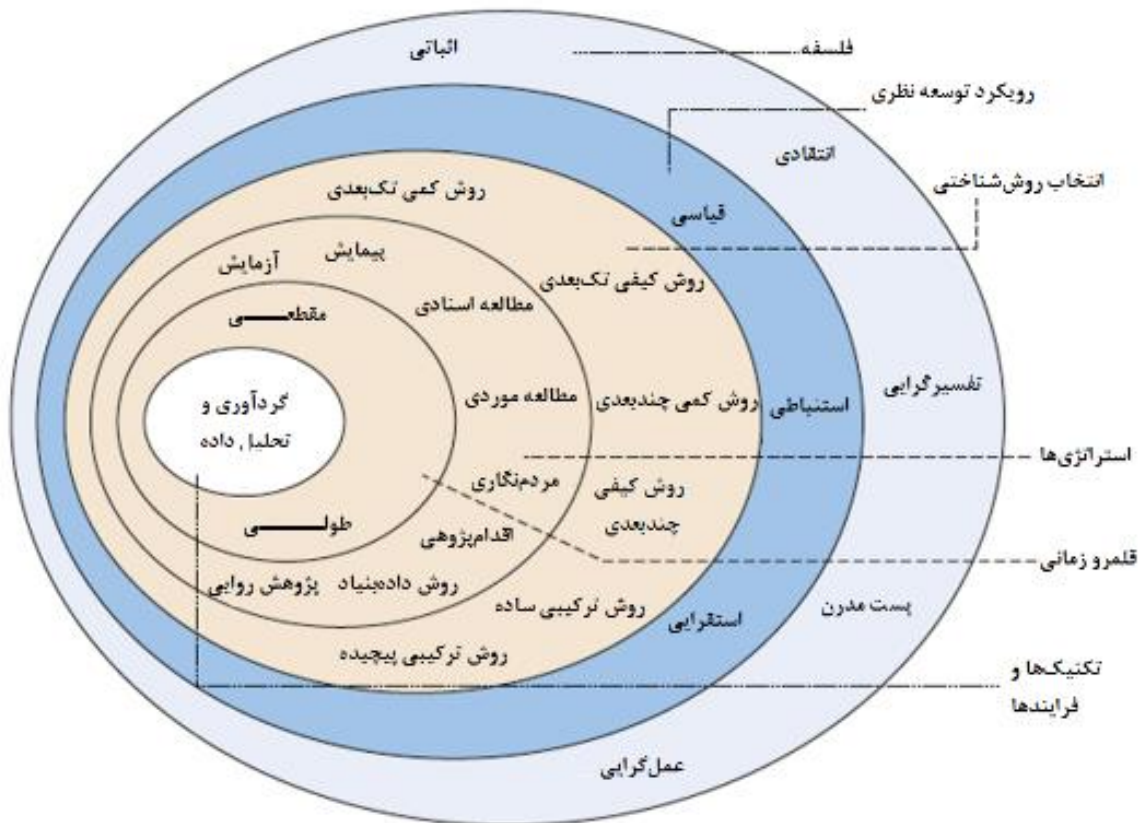 اثباتی
فلسفه
رویکرد توسعه نظری
انتقادی
انتخاب روش‌شناختی
روش کمی تک‌بعدی
قیاسی
پیمایش
آزمایش
روش کیفی تک‌بعدی
مطالعه اسنادی
مقطعـــــی
تفسیرگرایی
مطالعه موردی
روش کمی چندبعدی
استنباطی
گردآوری و
تحلیل داده
استراتژی‌ها
مردم‌نگاری
روش کیفی
چندبعدی
طولـــــی
اقدام‌پژوهی
قلمرو زمانی
روش داده‌بنیاد
پژوهش روایی
روش ترکیبی ساده
استقرایی
پست مدرن
روش ترکیبی پیچیده
تکنیک‌ها و
فرایندها
عمل‌گرایی